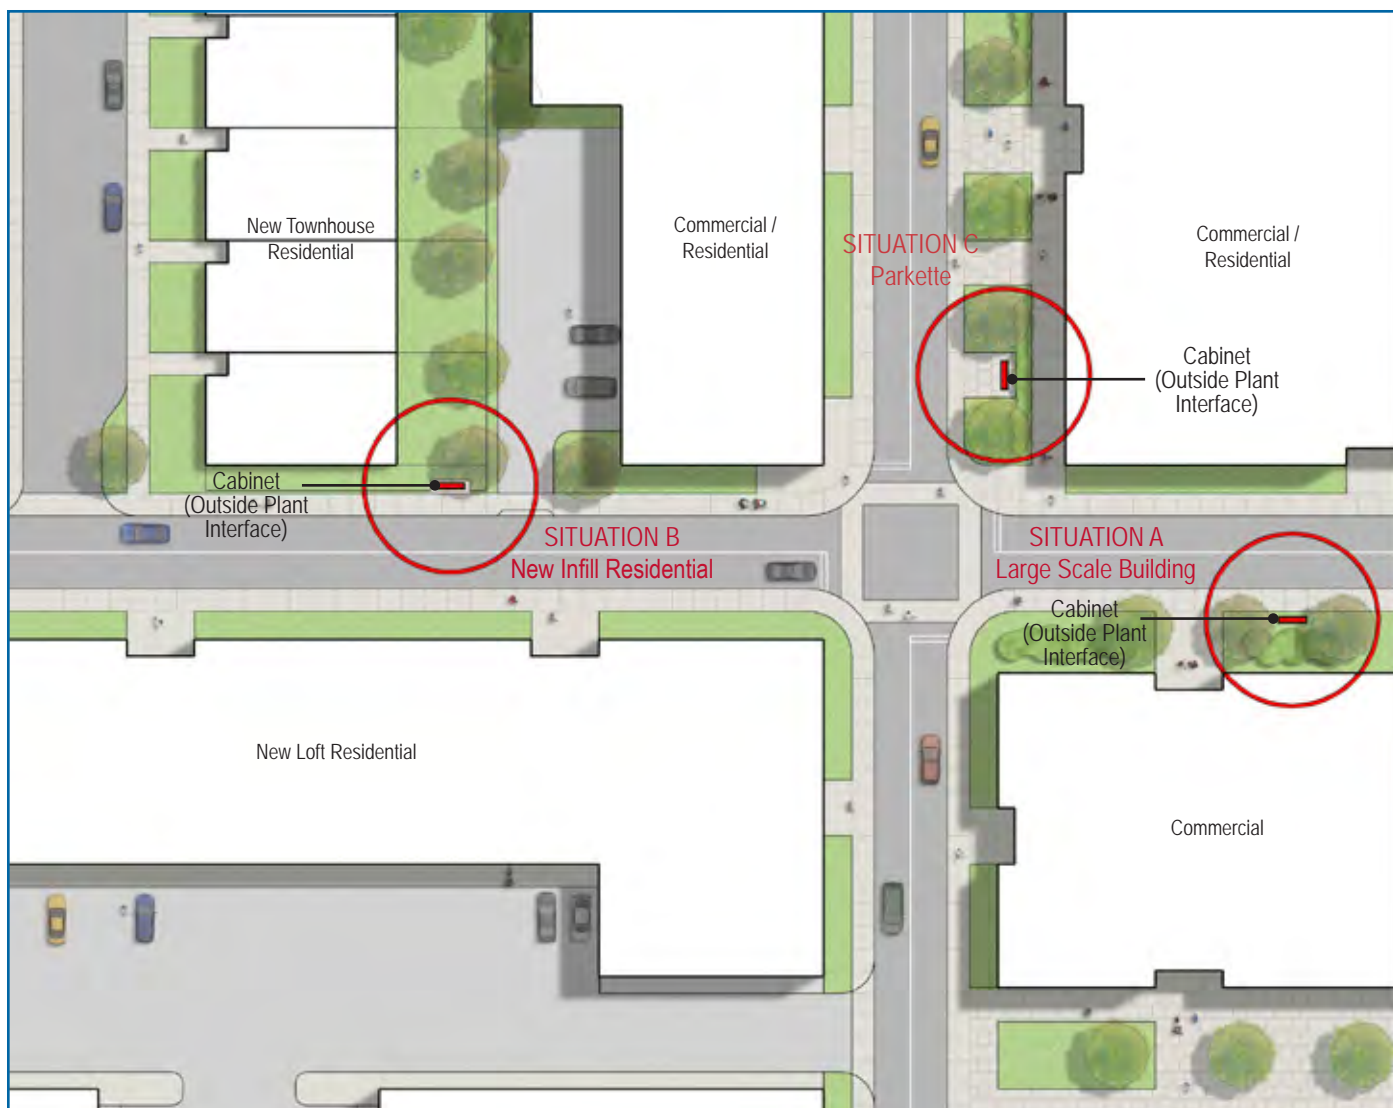 New Townhouse
Residential
Commercial /
Residential
SITUATION C
Parkette
Commercial /
Residential
Cabinet
(Outside Plant
Interface)
Cabinet
(Outside Plant
Interface)
SITUATION B
New Infill Residential
SITUATION A
Large Scale Building
Cabinet
(Outside Plant
Interface)
New Loft Residential
Commercial